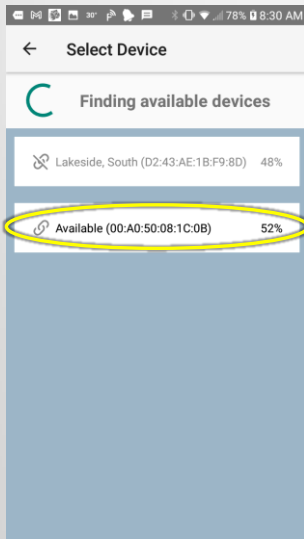 30° 78% 8:30 AM
Select Device
Finding available devices
Lakeside, South (D2:43:AE:1B:F9:8D) 48%
Available (00:A0:50:08:1C:0B) 52%